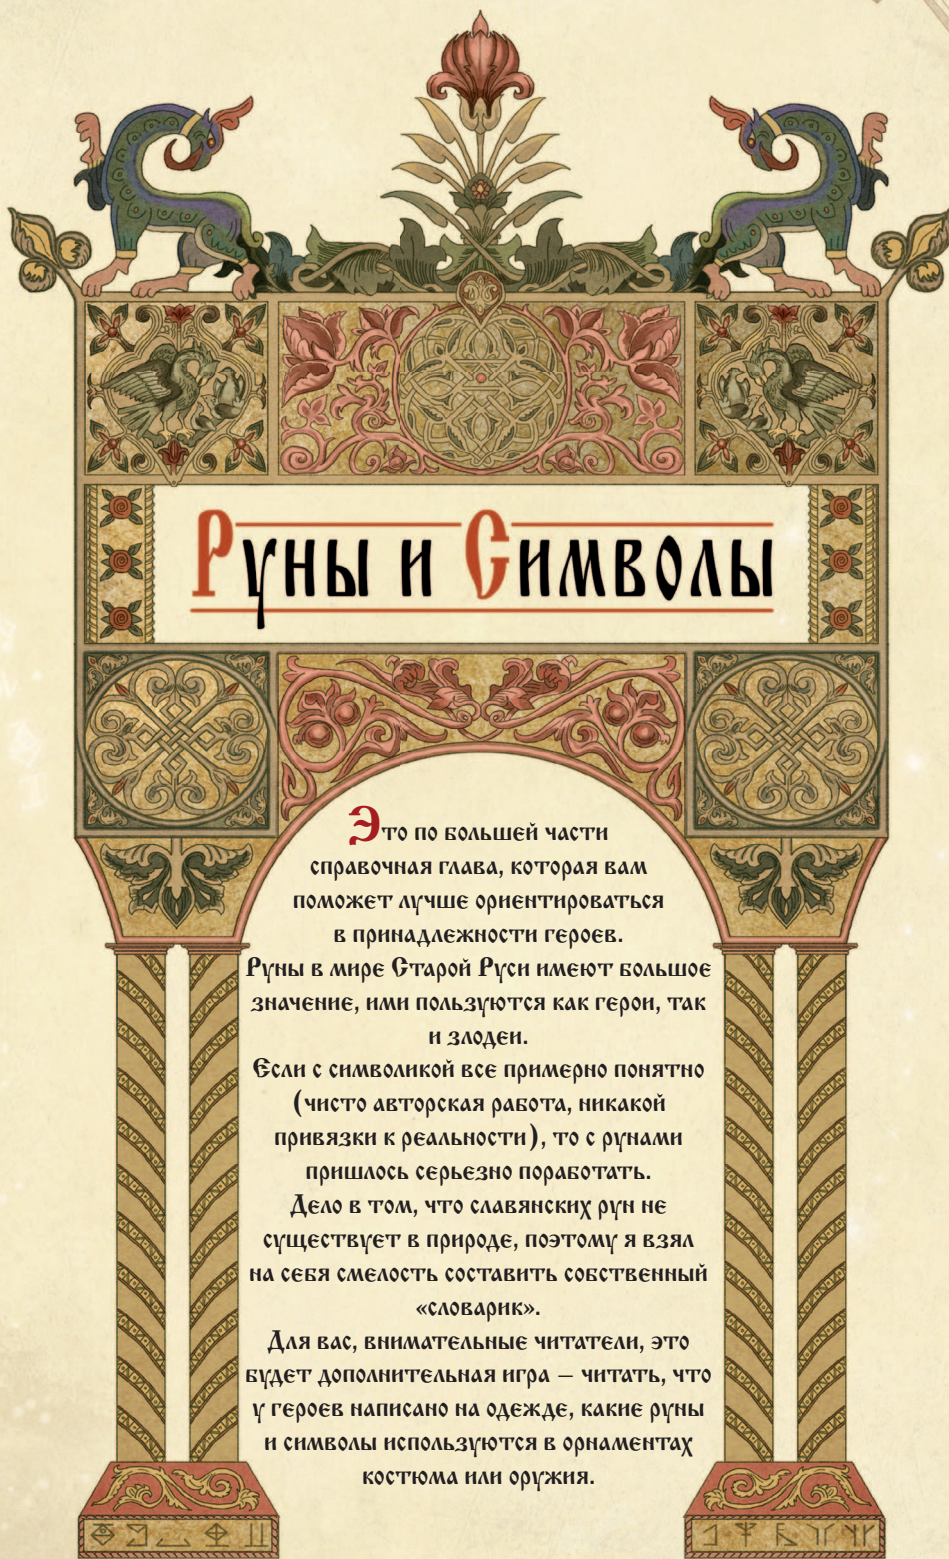 Руны и Символы
Это по большей части
справочная глава, которая вам
поможет лучше ориентироваться
в принадлежности героев.
Руны в мире Старой Руси имеют большое
значение, ими пользуются как герои, так
и злодеи.
Если с символикой все примерно понятно
(чисто авторская работа, никакой
привязки к реальности), то с рунами
пришлось серьезно поработать.
Дело в том, что славянских рун не
существует в природе, поэтому я взял
на себя смелость составить собственный
«словарик».
Для вас, внимательные читатели, это
будет дополнительная игра – читать, что
у героев написано на одежде, какие руны
и символы используются в орнаментах
костюма или оружия.